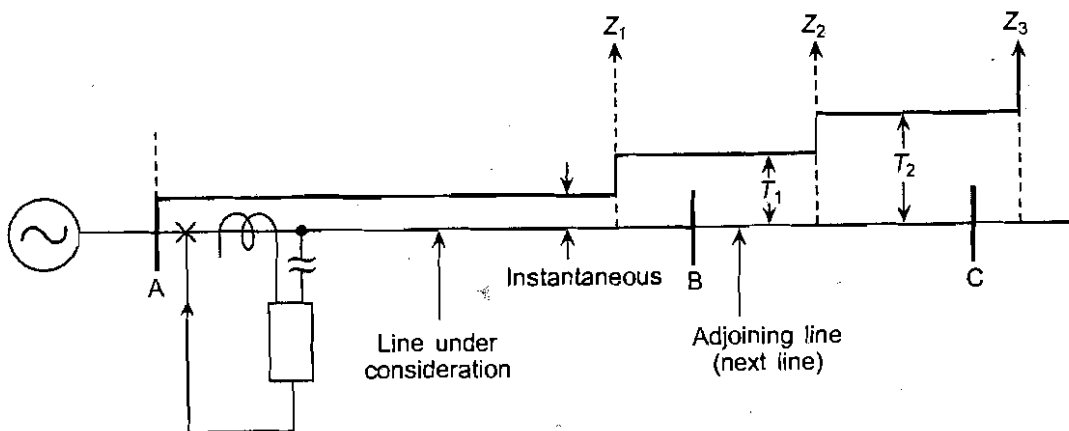 Z₁
Z₂
Z₃
T₁
T₂
A
B
C
Instantaneous
Line under
consideration
Adjoining line
(next line)